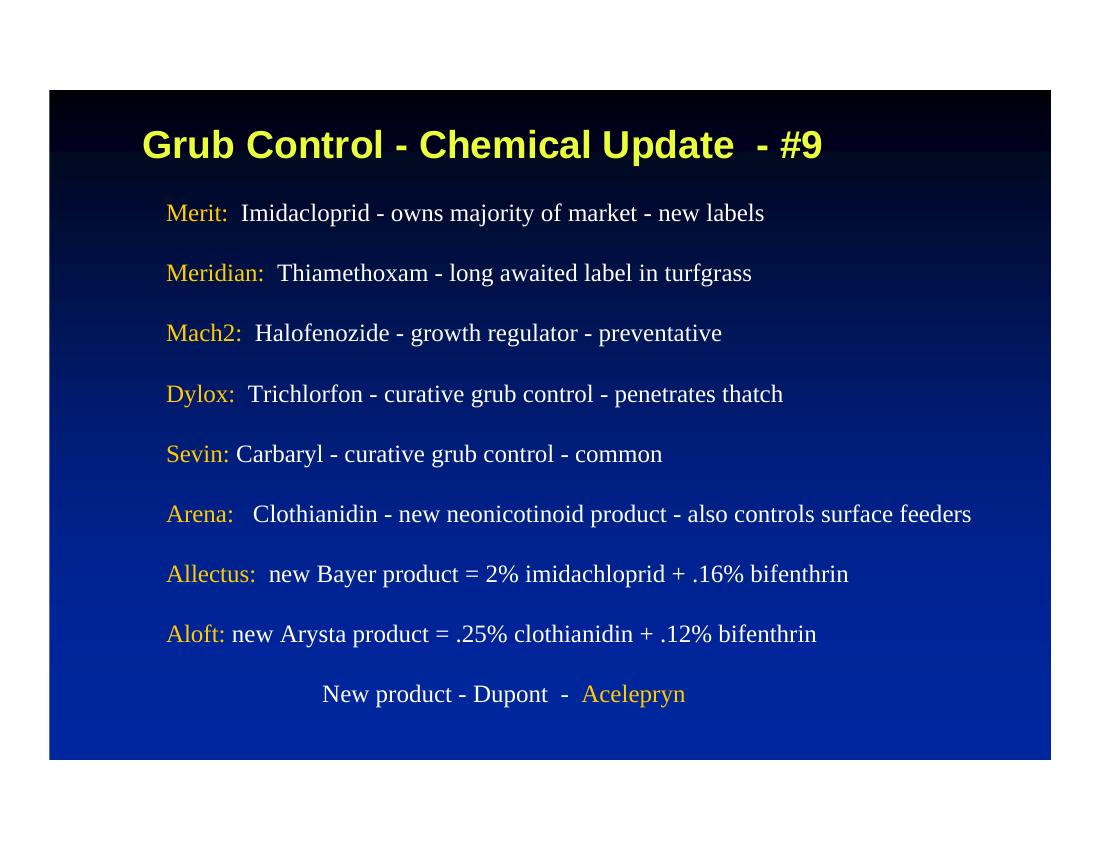 Grub Control - Chemical Update - #9
Merit: Imidacloprid - owns majority of market - new labels
Meridian: Thiamethoxam - long awaited label in turfgrass
Mach2: Halofenozide - growth regulator - preventative
Dylox: Trichlorfon - curative grub control - penetrates thatch
Sevin: Carbaryl - curative grub control - common
Arena: Clothianidin - new neonicotinoid product - also controls surface feeders
Allectus: new Bayer product = 2% imidachloprid + .16% bifenthrin
Aloft: new Arysta product = .25% clothianidin + .12% bifenthrin
New product - Dupont - Acelepryn